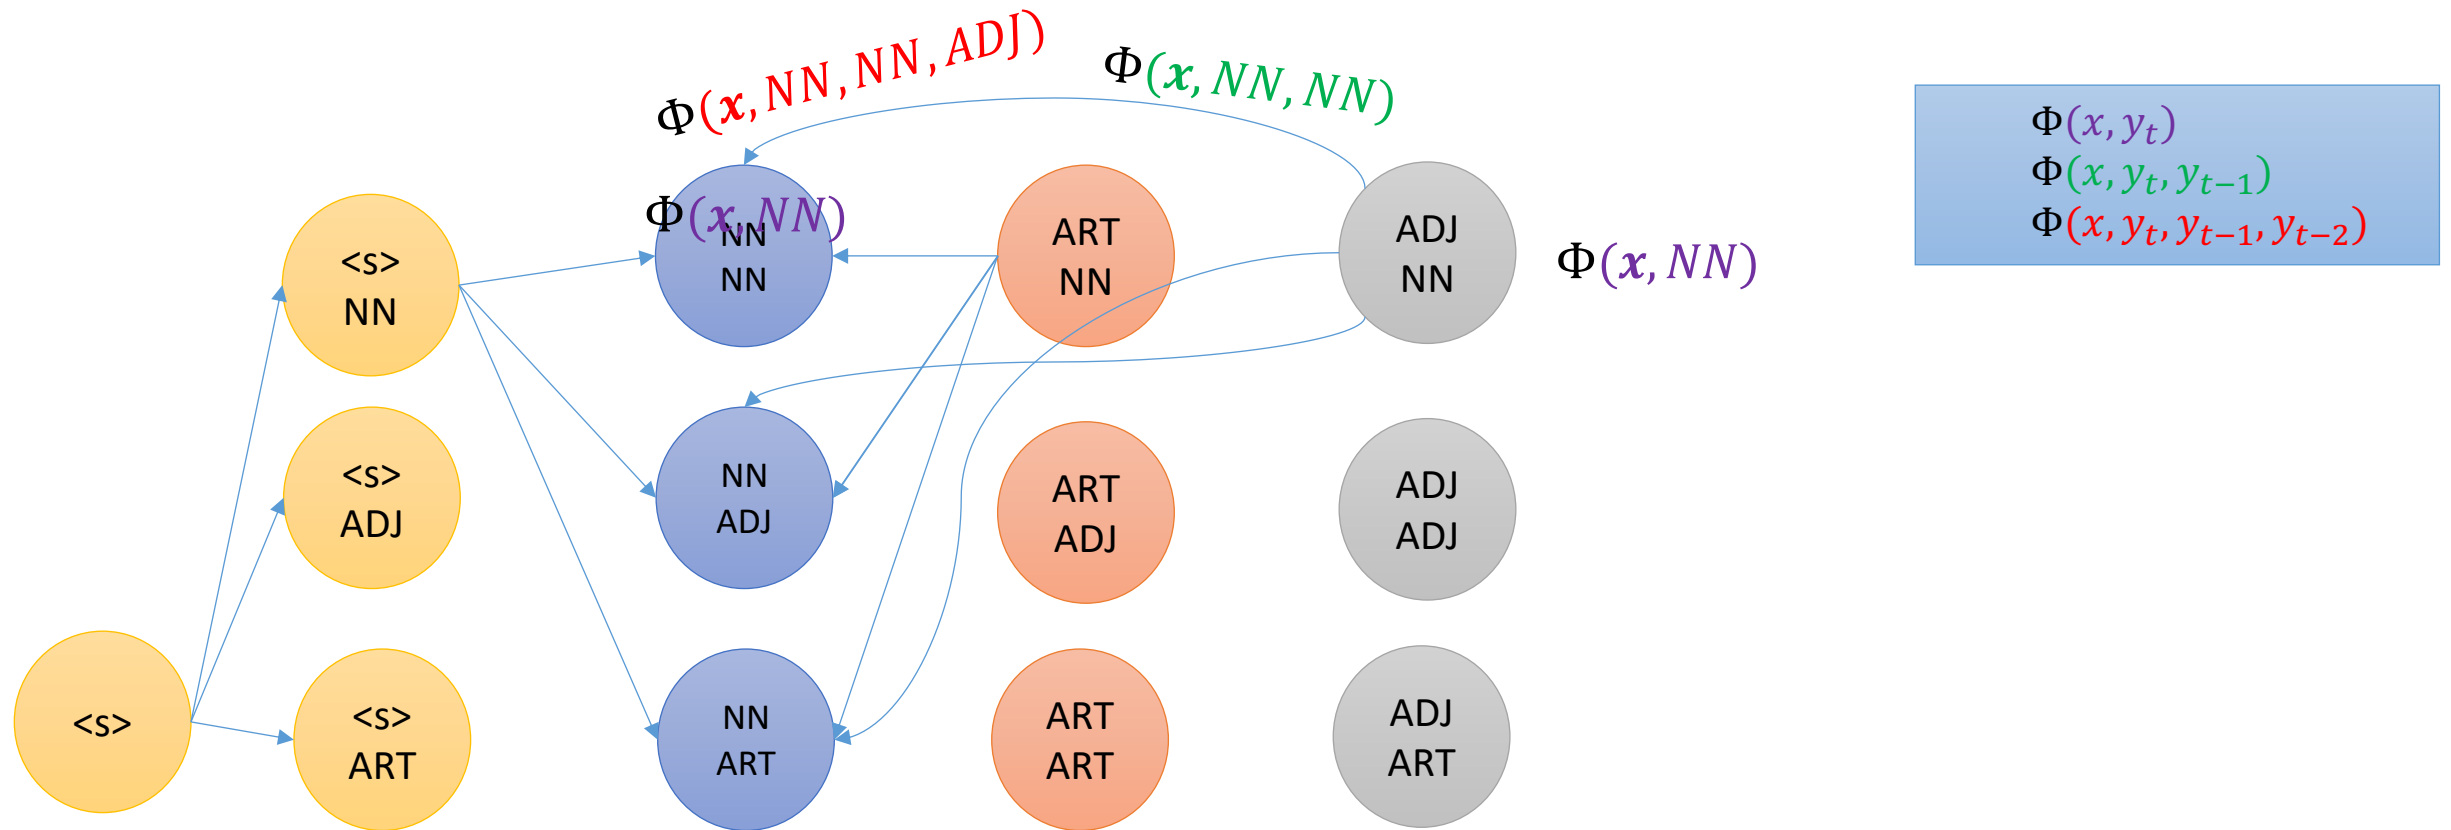 Φ(x, NN, NN, ADJ)
Φ(x, NN, NN)
Φ(x, y_t)
Φ(x, y_t, y_{t−1})
Φ(x, y_t, y_{t−1}, y_{t−2})
Φ(x, NN)
Φ(x, NN)
<s>
NN
NN
NN
ART
NN
ADJ
NN
<s>
ADJ
NN
ADJ
ART
ADJ
ADJ
ADJ
<s>
<s>
ART
NN
ART
ART
ART
ADJ
ART